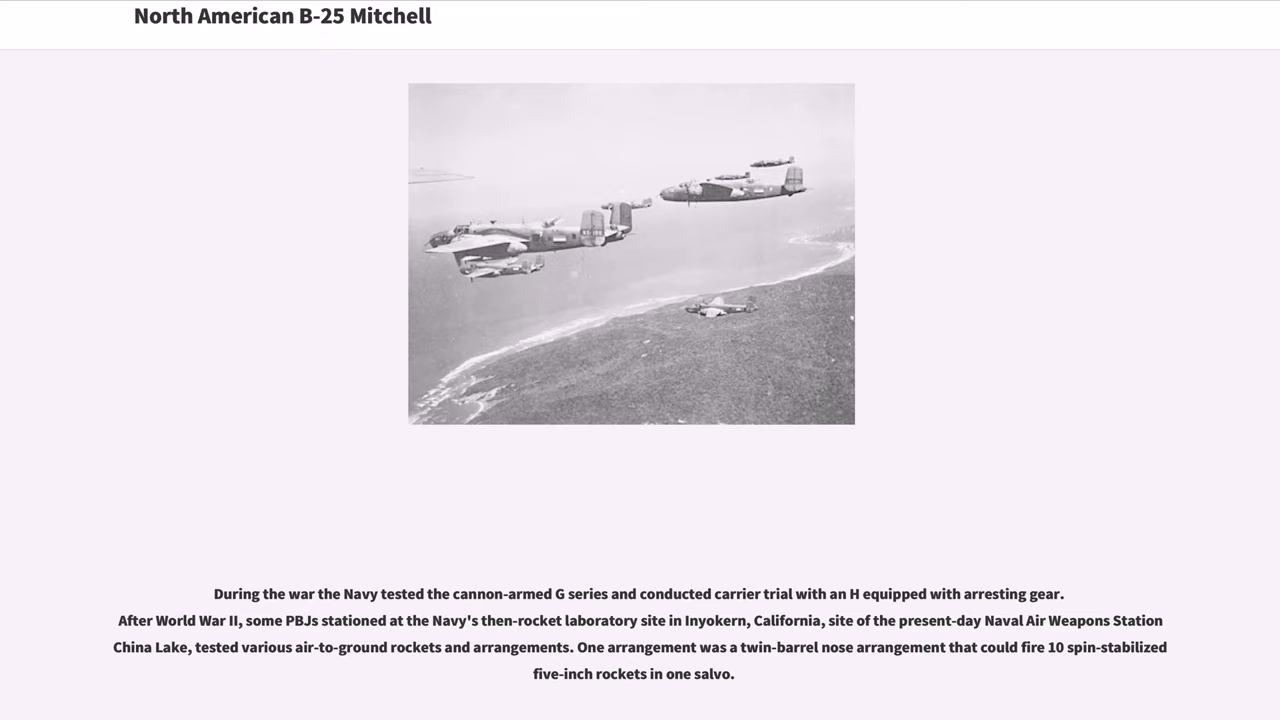 North American B-25 Mitchell
During the war the Navy tested the cannon-armed G series and conducted carrier trial with an H equipped with arresting gear.
After World War II, some PBJs stationed at the Navy's then-rocket laboratory site in Inyokern, California, site of the present-day Naval Air Weapons Station
China Lake, tested various air-to-ground rockets and arrangements. One arrangement was a twin-barrel nose arrangement that could fire 10 spin-stabilized
five-inch rockets in one salvo.